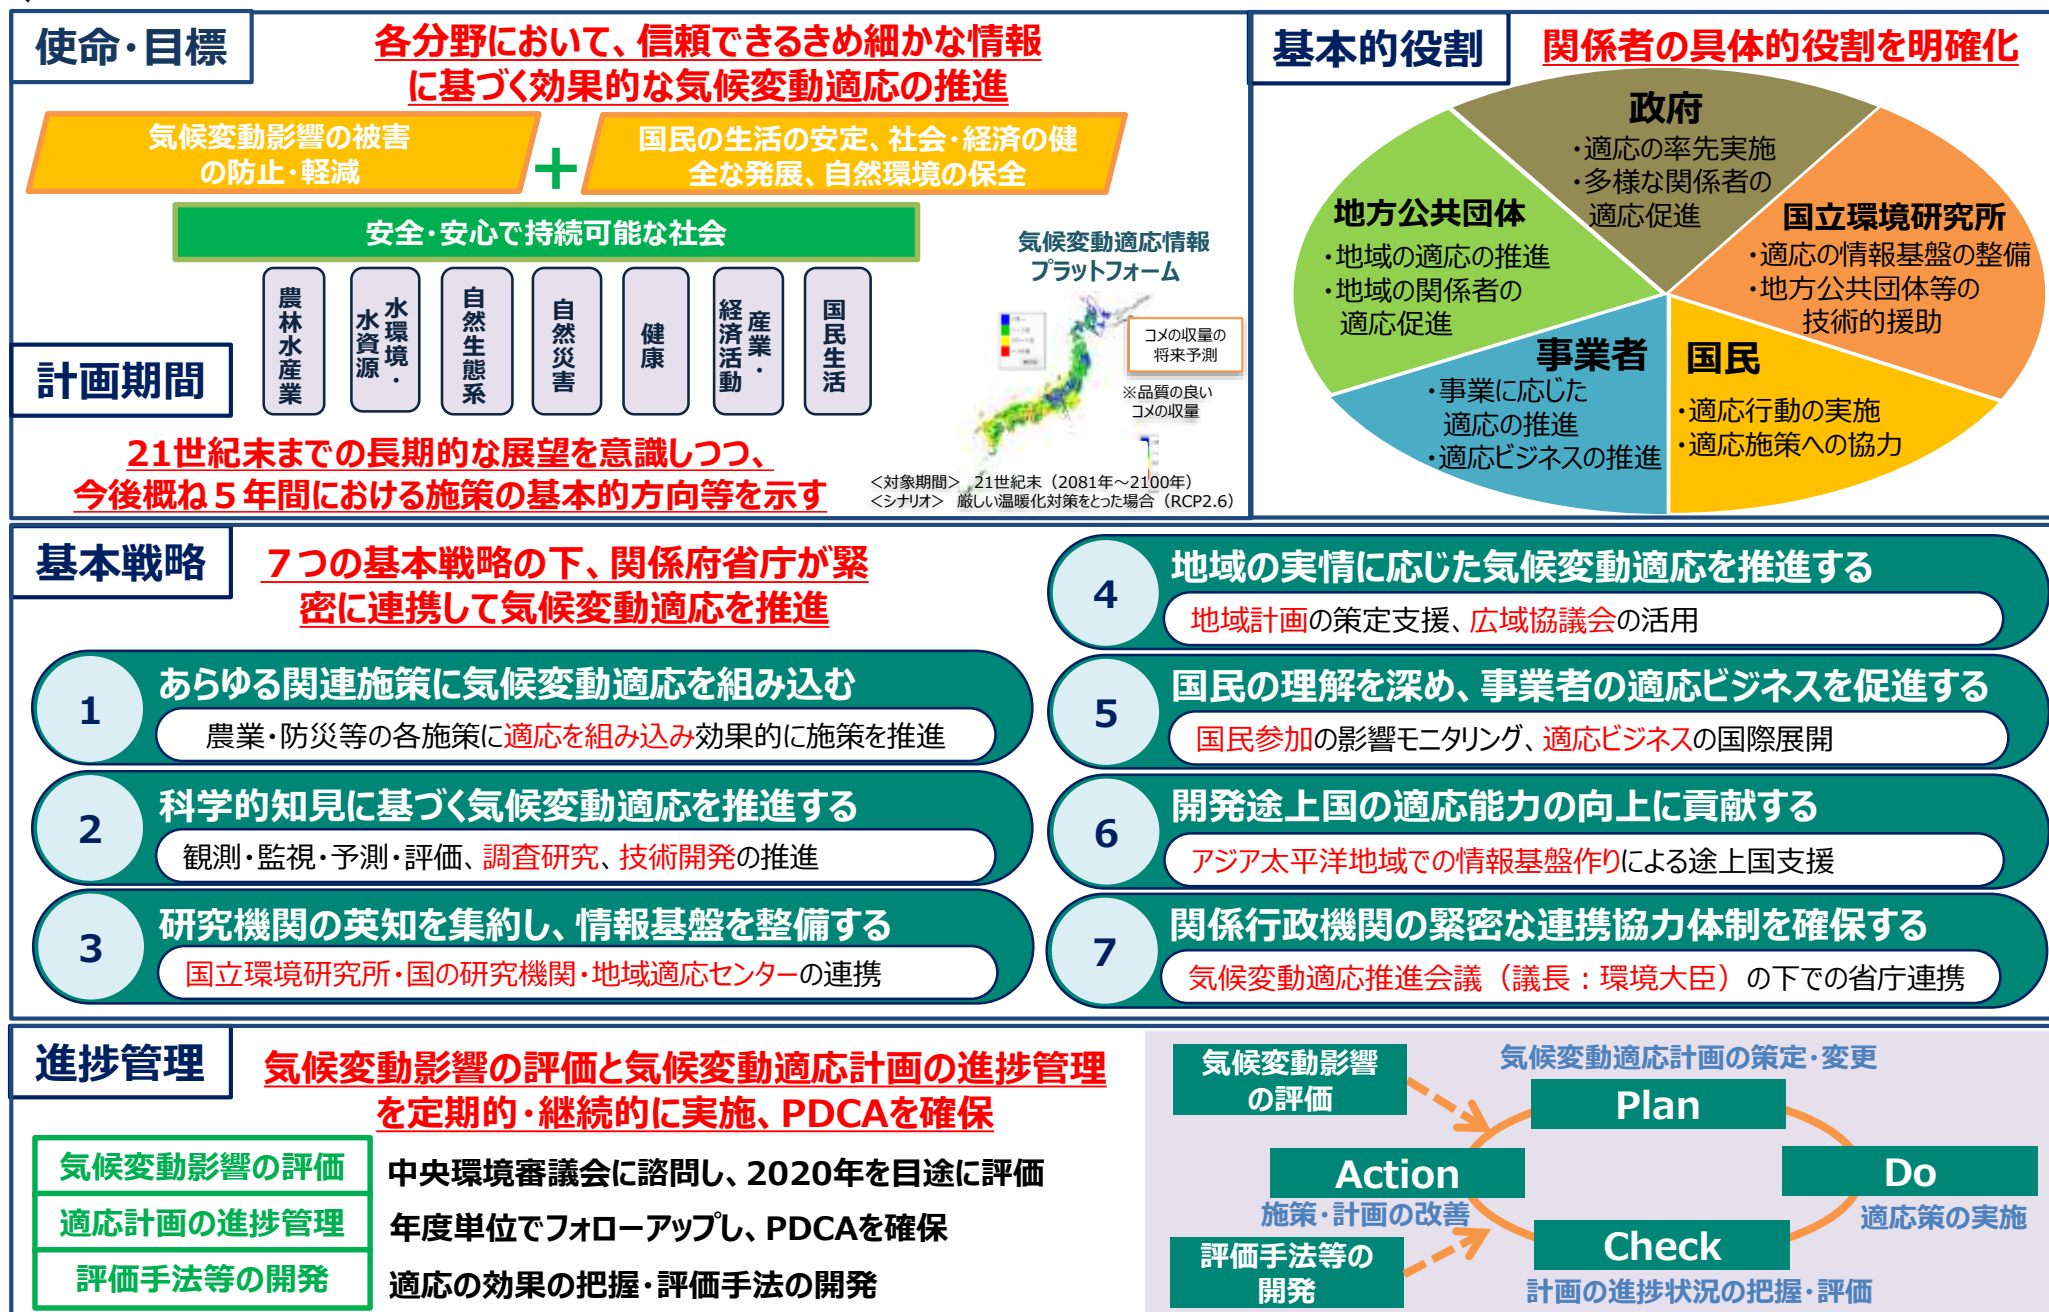 使命・目標
各分野において、信頼できるきめ細かな情報
に基づく効果的な気候変動適応の推進
気候変動影響の被害
の防止・軽減
+
国民の生活の安定、社会・経済の健
全な発展、自然環境の保全
安全・安心で持続可能な社会
農林水産業
水環境・
水資源
自然生態系
自然災害
健康
産業・
経済活動
国民生活
気候変動適応情報
プラットフォーム
コメの収量の
将来予測
※品質の良い
コメの収量
計画期間
21世紀末までの長期的な展望を意識しつつ、
今後概ね5年間における施策の基本的方向等を示す
<対象期間> 21世紀末（2081年～2100年）
<シナリオ> 厳しい温暖化対策をとった場合（RCP2.6）
基本的役割
関係者の具体的役割を明確化
政府
・適応の率先実施
・多様な関係者の
適応促進
地方公共団体
・地域の適応の推進
・地域の関係者の
適応促進
国立環境研究所
・適応の情報基盤の整備
・地方公共団体等の
技術的援助
事業者
・事業に応じた
適応の推進
・適応ビジネスの推進
国民
・適応行動の実施
・適応施策への協力
基本戦略
７つの基本戦略の下、関係府省庁が緊
密に連携して気候変動適応を推進
1
あらゆる関連施策に気候変動適応を組み込む
農業・防災等の各施策に適応を組み込み効果的に施策を推進
2
科学的知見に基づく気候変動適応を推進する
観測・監視・予測・評価、調査研究、技術開発の推進
3
研究機関の英知を集約し、情報基盤を整備する
国立環境研究所・国の研究機関・地域適応センターの連携
4
地域の実情に応じた気候変動適応を推進する
地域計画の策定支援、広域協議会の活用
5
国民の理解を深め、事業者の適応ビジネスを促進する
国民参加の影響モニタリング、適応ビジネスの国際展開
6
開発途上国の適応能力の向上に貢献する
アジア太平洋地域での情報基盤作りによる途上国支援
7
関係行政機関の緊密な連携協力体制を確保する
気候変動適応推進会議（議長：環境大臣）の下での省庁連携
進捗管理
気候変動影響の評価と気候変動適応計画の進捗管理
を定期的・継続的に実施、PDCAを確保
気候変動影響の評価
中央環境審議会に諮問し、2020年を目途に評価
適応計画の進捗管理
年度単位でフォローアップし、PDCAを確保
評価手法等の開発
適応の効果の把握・評価手法の開発
気候変動影響
の評価
気候変動適応計画の策定・変更
Plan
Action
施策・計画の改善
Do
適応策の実施
Check
計画の進捗状況の把握・評価
評価手法等の
開発